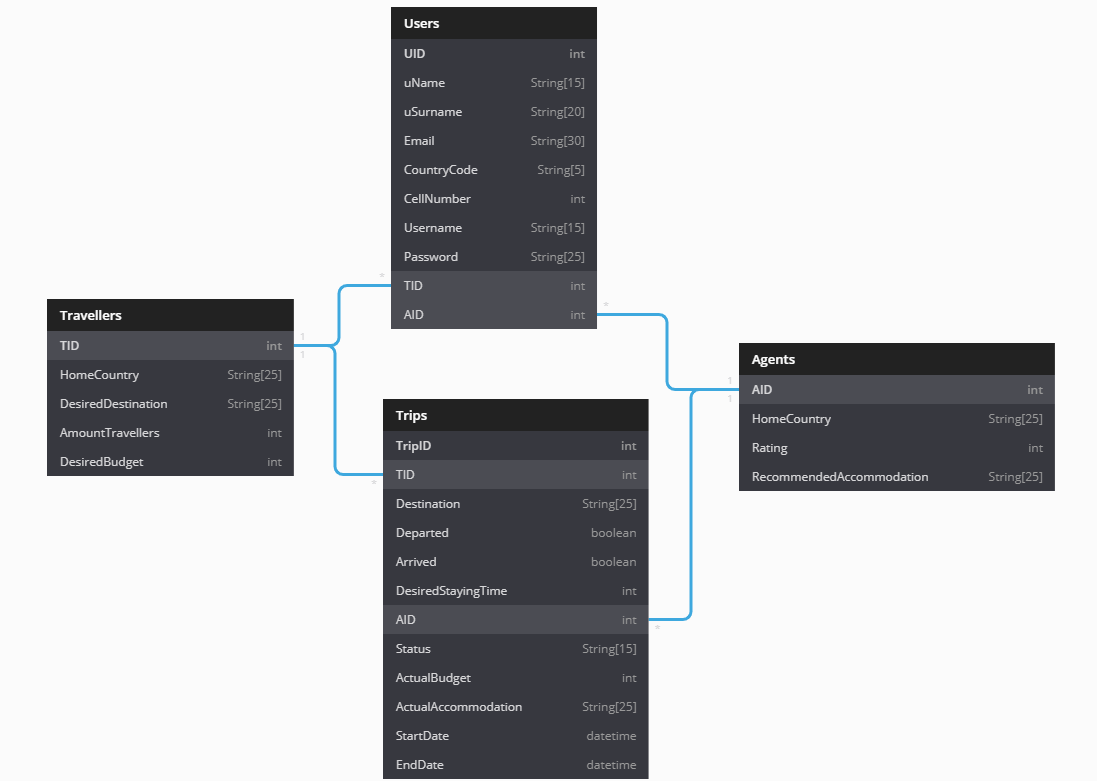 Users
UID int
uName String[15]
uSurname String[20]
Email String[30]
CountryCode String[5]
CellNumber int
Username String[15]
Password String[25]
* TID int
AID int *
Travellers
TID int 1
1
HomeCountry String[25]
DesiredDestination String[25]
AmountTravellers int
DesiredBudget int
Agents
1 AID int
1
HomeCountry String[25]
Rating int
RecommendedAccommodation String[25]
Trips
TripID int
TID int
*
Destination String[25]
Departed boolean
Arrived boolean
DesiredStayingTime int
AID int
*
Status String[15]
ActualBudget int
ActualAccommodation String[25]
StartDate datetime
EndDate datetime